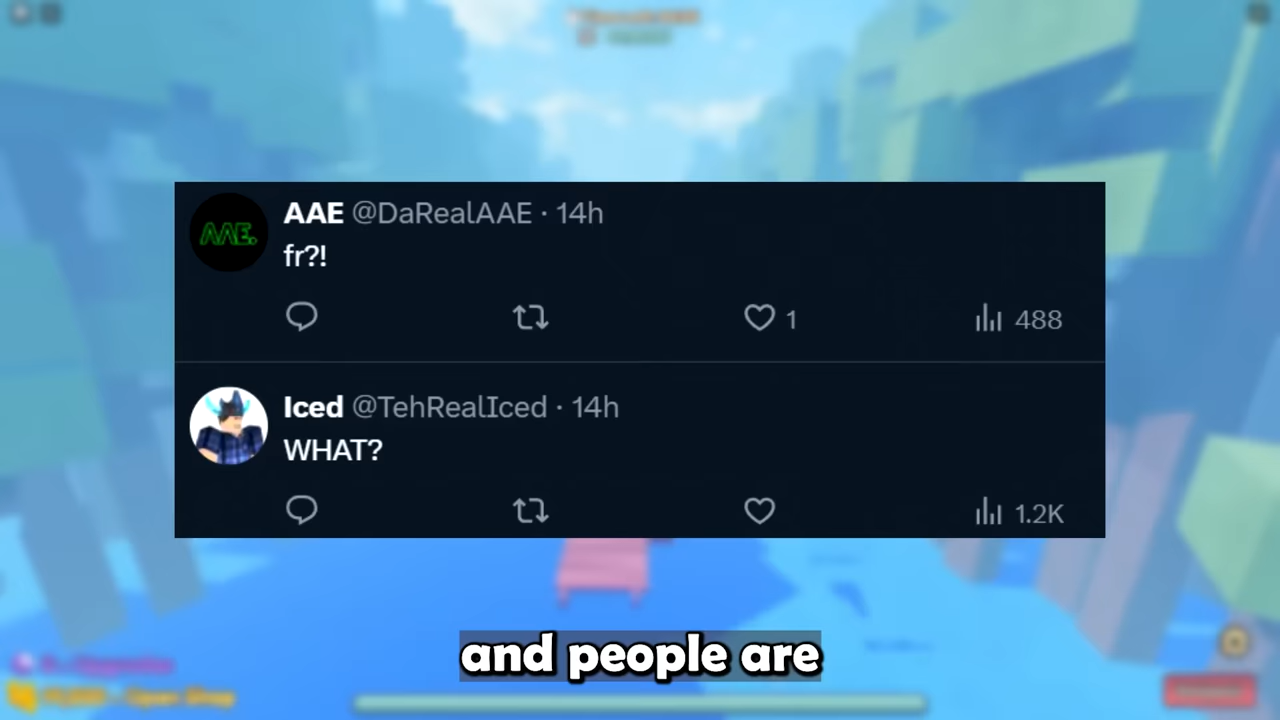 AAE @DaRealAAE · 14h
AAE.
fr?!
1
488
Iced @TehRealIced · 14h
WHAT?
1.2K
and people are